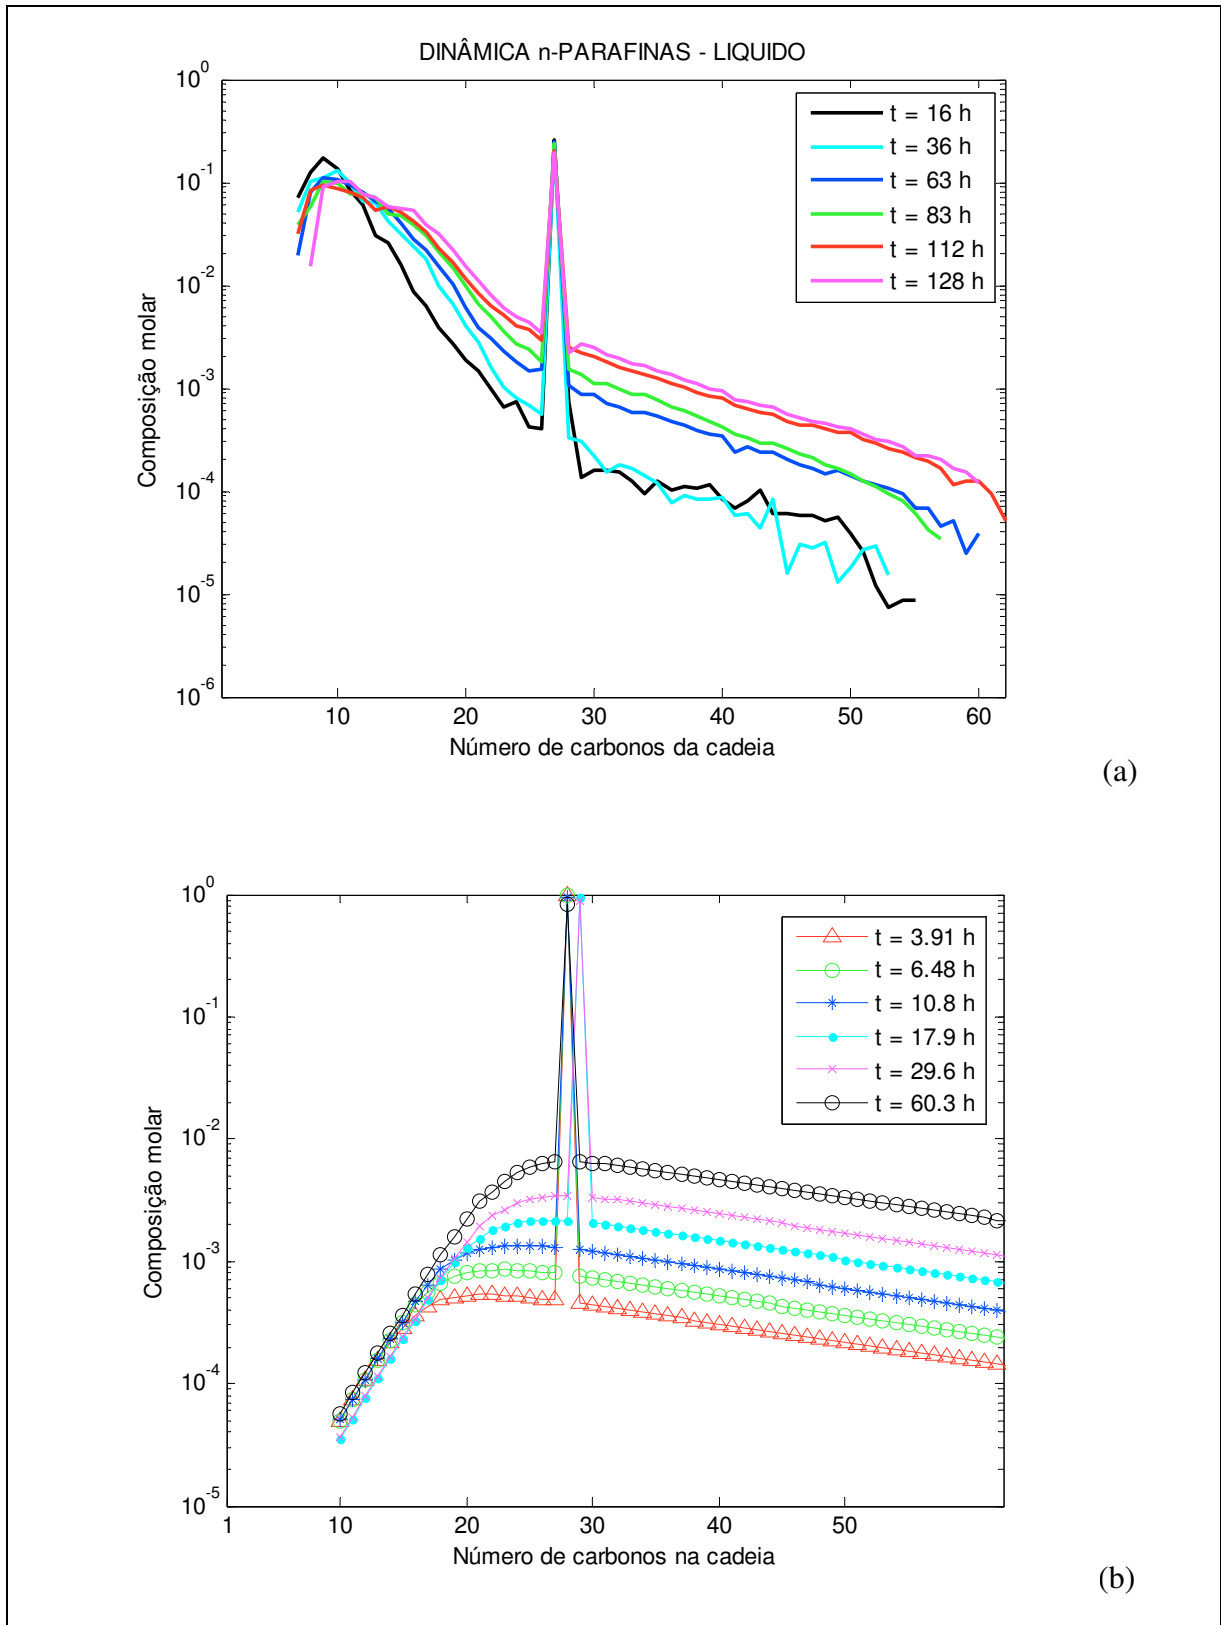 DINÂMICA n-PARAFINAS - LIQUIDO
10^0
10^-1
10^-2
10^-3
10^-4
10^-5
10^-6
Composição molar
t = 16 h
t = 36 h
t = 63 h
t = 83 h
t = 112 h
t = 128 h
10 20 30 40 50 60
Número de carbonos da cadeia
(a)
10^0
10^-1
10^-2
10^-3
10^-4
10^-5
Composição molar
t = 3.91 h
t = 6.48 h
t = 10.8 h
t = 17.9 h
t = 29.6 h
t = 60.3 h
1 10 20 30 40 50
Número de carbonos na cadeia
(b)